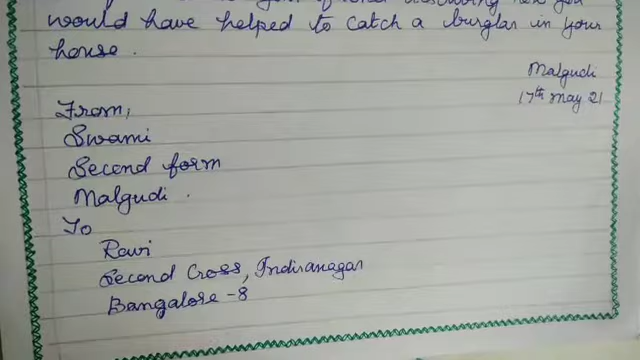 would have helped to catch a burglar in your
house.
Malgudi
17th May 21
From,
Swami
Second form
Malgudi.
To
Ravi
Second Cross, Indiranagar
Bangalore -8